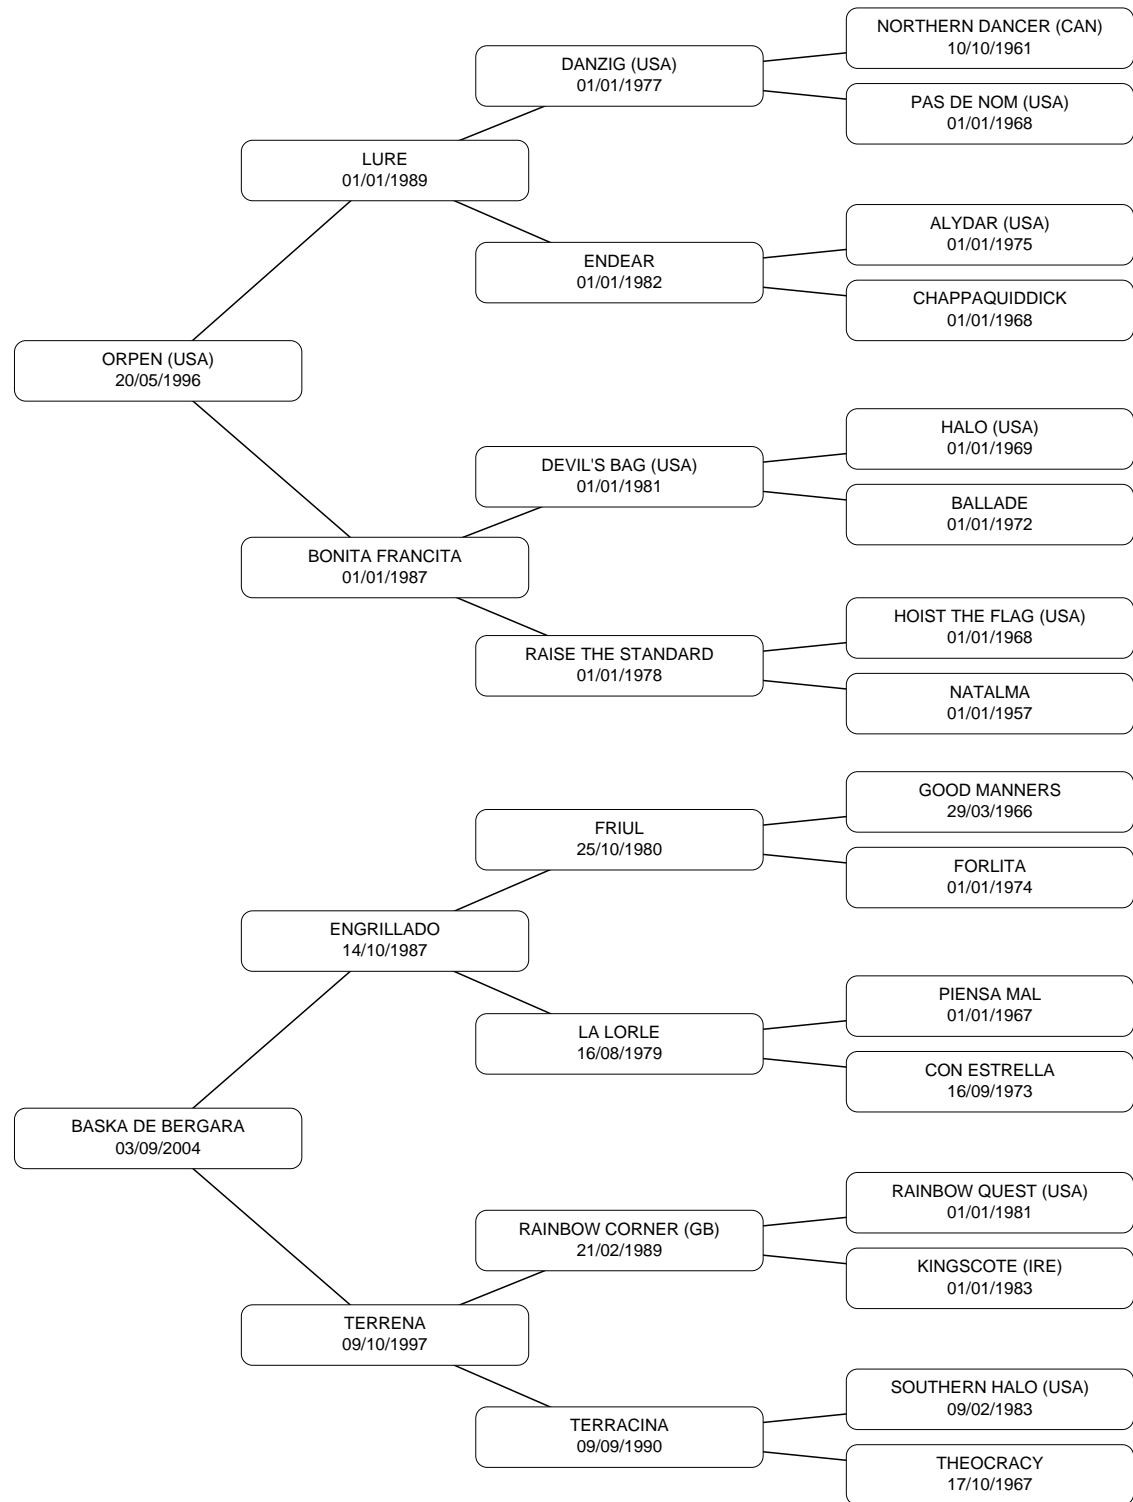 NORTHERN DANCER (CAN)
10/10/1961
DANZIG (USA)
01/01/1977
PAS DE NOM (USA)
01/01/1968
LURE
01/01/1989
ALYDAR (USA)
01/01/1975
ENDEAR
01/01/1982
CHAPPAQUIDDICK
01/01/1968
ORPEN (USA)
20/05/1996
HALO (USA)
01/01/1969
DEVIL'S BAG (USA)
01/01/1981
BALLADE
01/01/1972
BONITA FRANCITA
01/01/1987
HOIST THE FLAG (USA)
01/01/1968
RAISE THE STANDARD
01/01/1978
NATALMA
01/01/1957
GOOD MANNERS
29/03/1966
FRIUL
25/10/1980
FORLITA
01/01/1974
ENGRILLADO
14/10/1987
PIENSA MAL
01/01/1967
LA LORLE
16/08/1979
CON ESTRELLA
16/09/1973
BASKA DE BERGARA
03/09/2004
RAINBOW QUEST (USA)
01/01/1981
RAINBOW CORNER (GB)
21/02/1989
KINGSCOTE (IRE)
01/01/1983
TERRENA
09/10/1997
SOUTHERN HALO (USA)
09/02/1983
TERRACINA
09/09/1990
THEOCRACY
17/10/1967